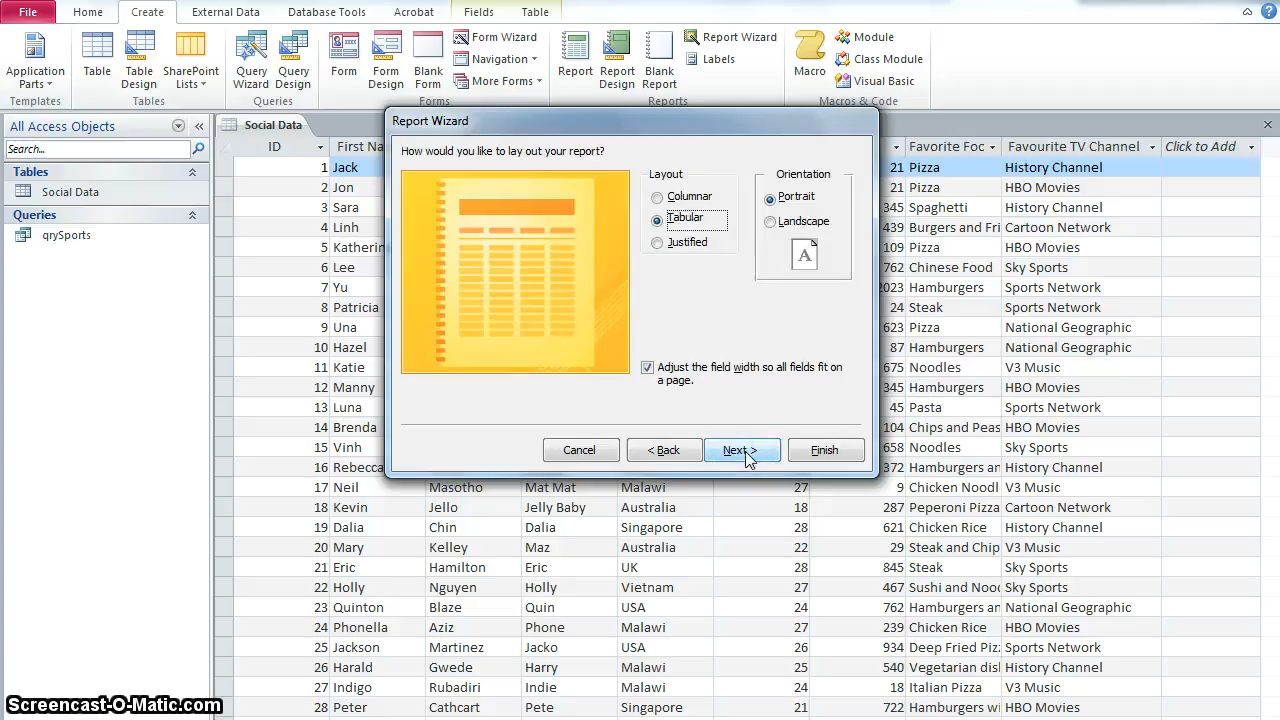 File Home Create External Data Database Tools Acrobat Fields Table
Application Parts Table Table Design SharePoint Lists Query Wizard Query Design Form Form Design Blank Form Form Wizard Navigation More Forms Report Report Design Blank Report Report Wizard Labels Macro Module Class Module Visual Basic
Templates Tables Queries Forms Reports Macros & Code
All Access Objects
Search...
Tables
Social Data
Queries
qrySports
Social Data
Report Wizard
How would you like to lay out your report?
Layout
Columnar
Tabular
Justified
Orientation
Portrait
Landscape
A
Adjust the field width so all fields fit on
a page.
Cancel < Back Next > Finish
ID First Na Favorite Foc Favourite TV Channel Click to Add
1 Jack 21 Pizza History Channel
2 Jon 21 Pizza HBO Movies
3 Sara 345 Spaghetti History Channel
4 Linh 439 Burgers and Fri Cartoon Network
5 Katherin 109 Pizza HBO Movies
6 Lee 762 Chinese Food Sky Sports
7 Yu 2023 Hamburgers Sports Network
8 Patricia 24 Steak Sports Network
9 Una 623 Pizza National Geographic
10 Hazel 87 Hamburgers National Geographic
11 Katie 675 Noodles V3 Music
12 Manny 345 Hamburgers HBO Movies
13 Luna 45 Pasta Sports Network
14 Brenda 104 Chips and Peas HBO Movies
15 Vinh 658 Noodles Sky Sports
16 Rebecca 372 Hamburgers and History Channel
17 Neil Masotho Mat Mat Malawi 27 9 Chicken Noodl V3 Music
18 Kevin Jello Jelly Baby Australia 18 287 Peperoni Pizza Cartoon Network
19 Dalia Chin Dalia Singapore 28 621 Chicken Rice History Channel
20 Mary Kelley Maz Australia 22 29 Steak and Chip V3 Music
21 Eric Hamilton Eric UK 28 845 Steak Sky Sports
22 Holly Nguyen Holly Vietnam 27 467 Sushi and Nood Sky Sports
23 Quinton Blaze Quin USA 24 762 Hamburgers an National Geographic
24 Phonella Aziz Phone Malawi 27 239 Chicken Rice HBO Movies
25 Jackson Martinez Jacko USA 26 934 Deep Fried Piz Sports Network
26 Harald Gwede Harry Malawi 25 540 Vegetarian dish History Channel
27 Indigo Rubadiri Indie Malawi 24 18 Italian Pizza V3 Music
28 Peter Cathcart Pete Singapore 21 722 Hamburgers wi HBO Movies
Screencast-O-Matic.com